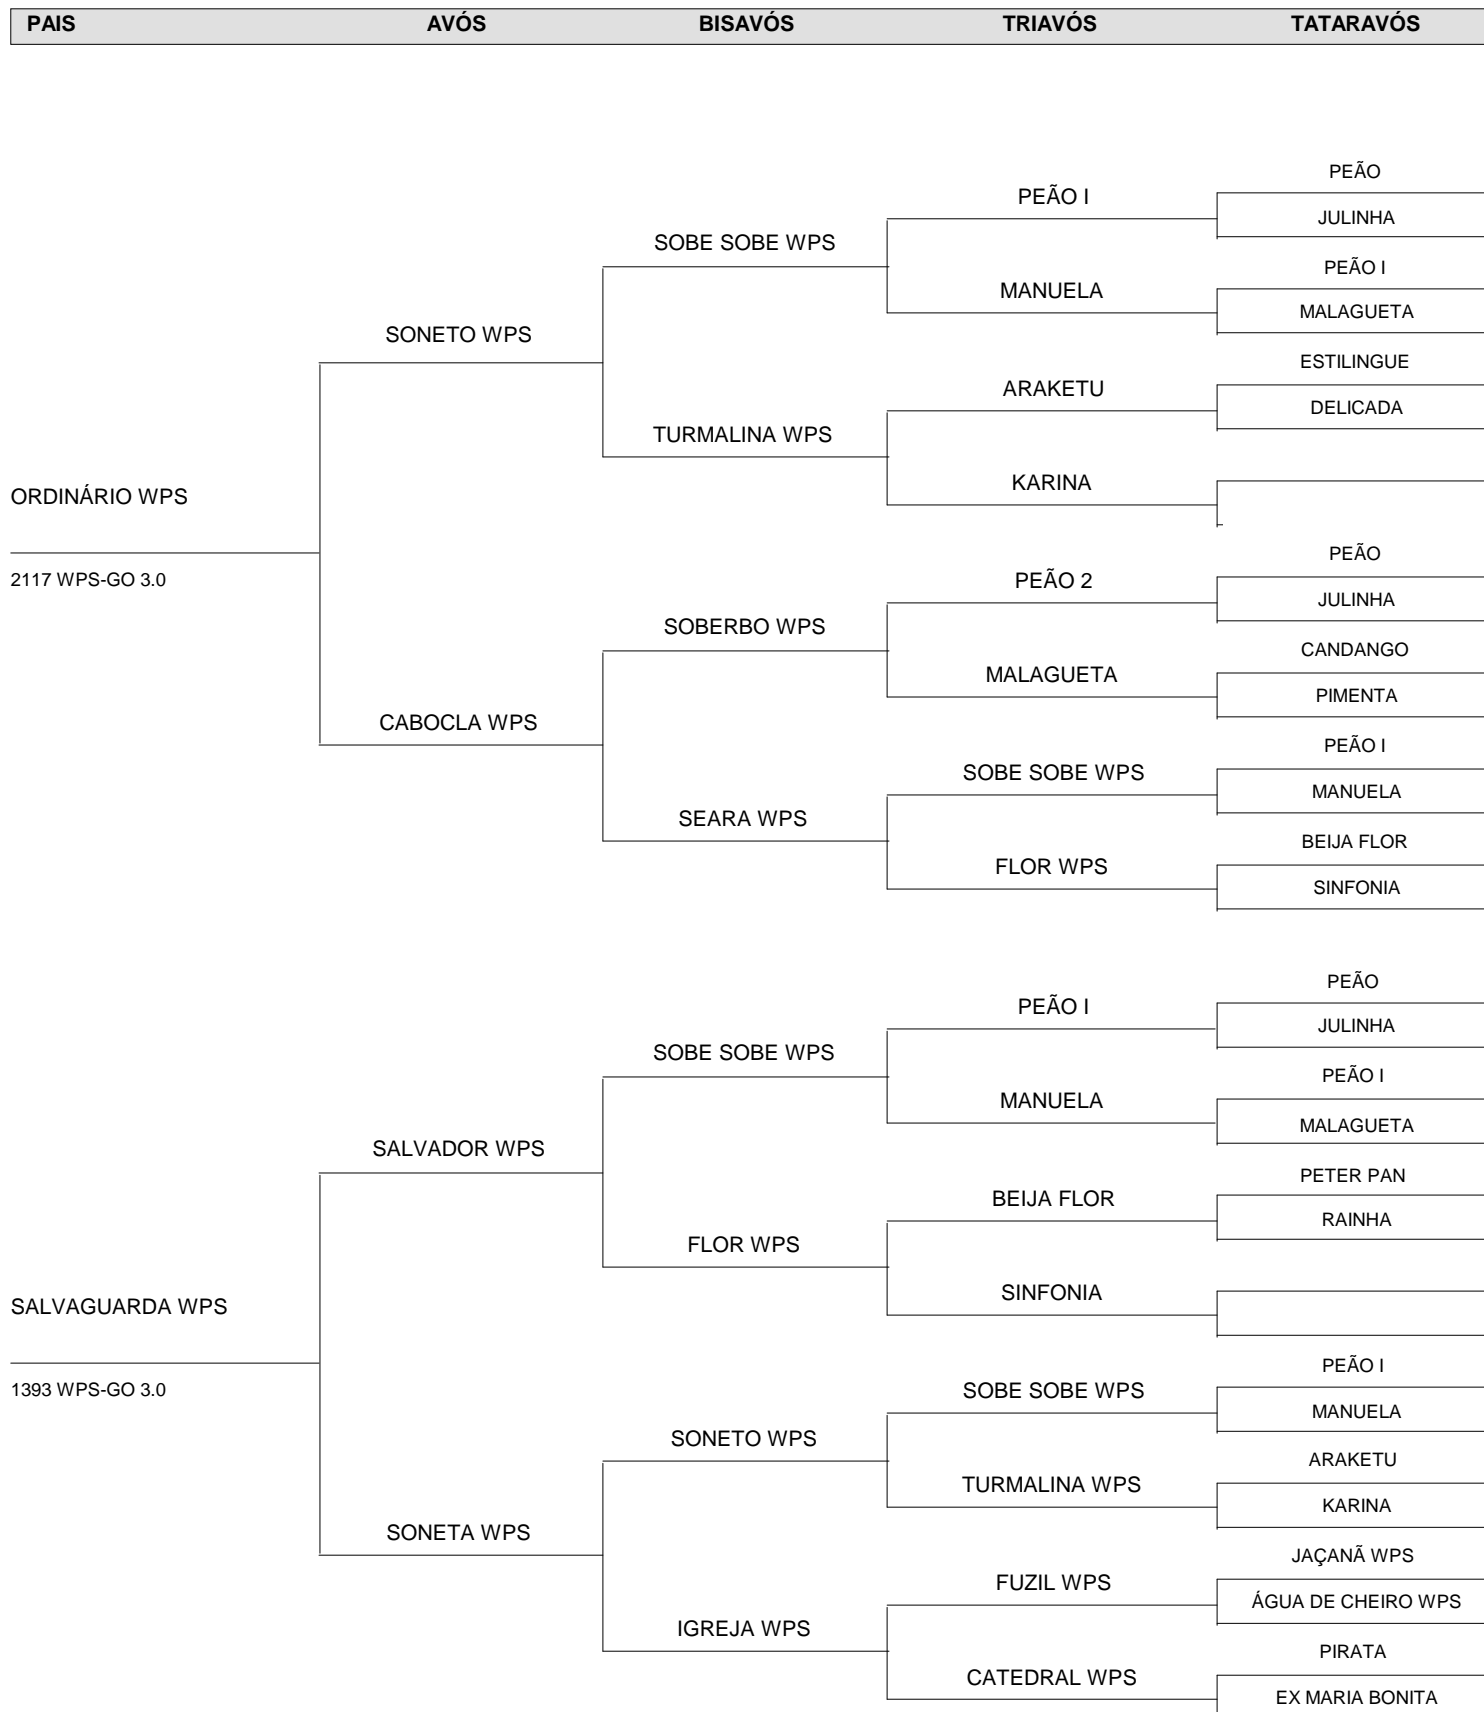 PAIS AVÓS BISAVÓS TRIAVÓS TATARAVÓS
PEÃO
PEÃO I
JULINHA
SOBE SOBE WPS
PEÃO I
MANUELA
MALAGUETA
SONETO WPS
ESTILINGUE
ARAKETU
DELICADA
TURMALINA WPS
KARINA
ORDINÁRIO WPS
PEÃO
2117 WPS-GO 3.0
PEÃO 2
JULINHA
SOBERBO WPS
CANDANGO
MALAGUETA
PIMENTA
CABOCLA WPS
PEÃO I
SOBE SOBE WPS
MANUELA
SEARA WPS
BEIJA FLOR
FLOR WPS
SINFONIA
PEÃO
PEÃO I
JULINHA
SOBE SOBE WPS
PEÃO I
MANUELA
MALAGUETA
SALVADOR WPS
PETER PAN
BEIJA FLOR
RAINHA
FLOR WPS
SINFONIA
SALVAGUARDA WPS
PEÃO I
1393 WPS-GO 3.0
SOBE SOBE WPS
MANUELA
SONETO WPS
ARAKETU
TURMALINA WPS
KARINA
SONETA WPS
JAÇANÃ WPS
FUZIL WPS
ÁGUA DE CHEIRO WPS
IGREJA WPS
PIRATA
CATEDRAL WPS
EX MARIA BONITA